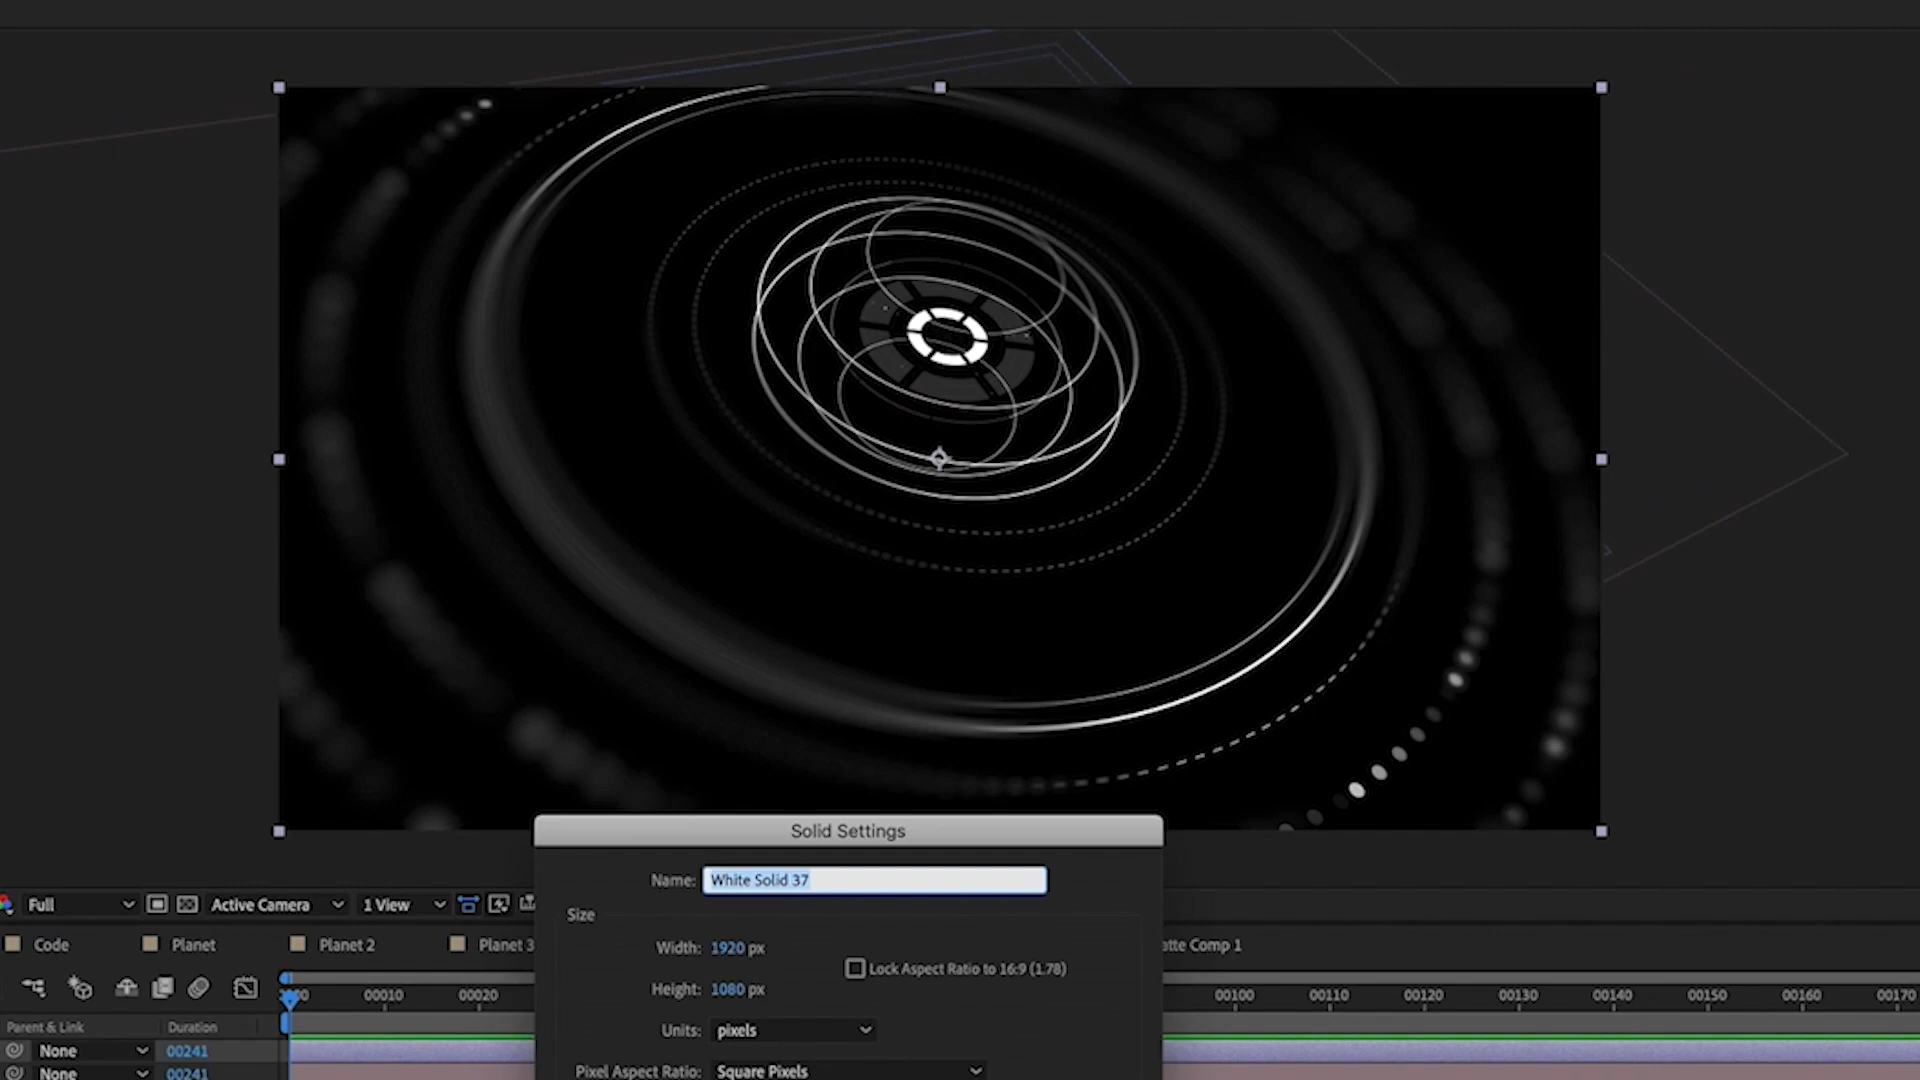 Solid Settings
Name: White Solid 37
Full Active Camera 1 View
Size
Code Planet Planet 2 Planet 3 atte Comp 1
Width: 1920 px
Lock Aspect Ratio to 16:9 (1.78)
Height: 1080 px
00010 00020 00100 00110 00120 00130 00140 00150 00160 00170
Parent & Link Duration
Units: pixels
None 00241
Pixel Aspect Ratio: Square Pixels
None 00241